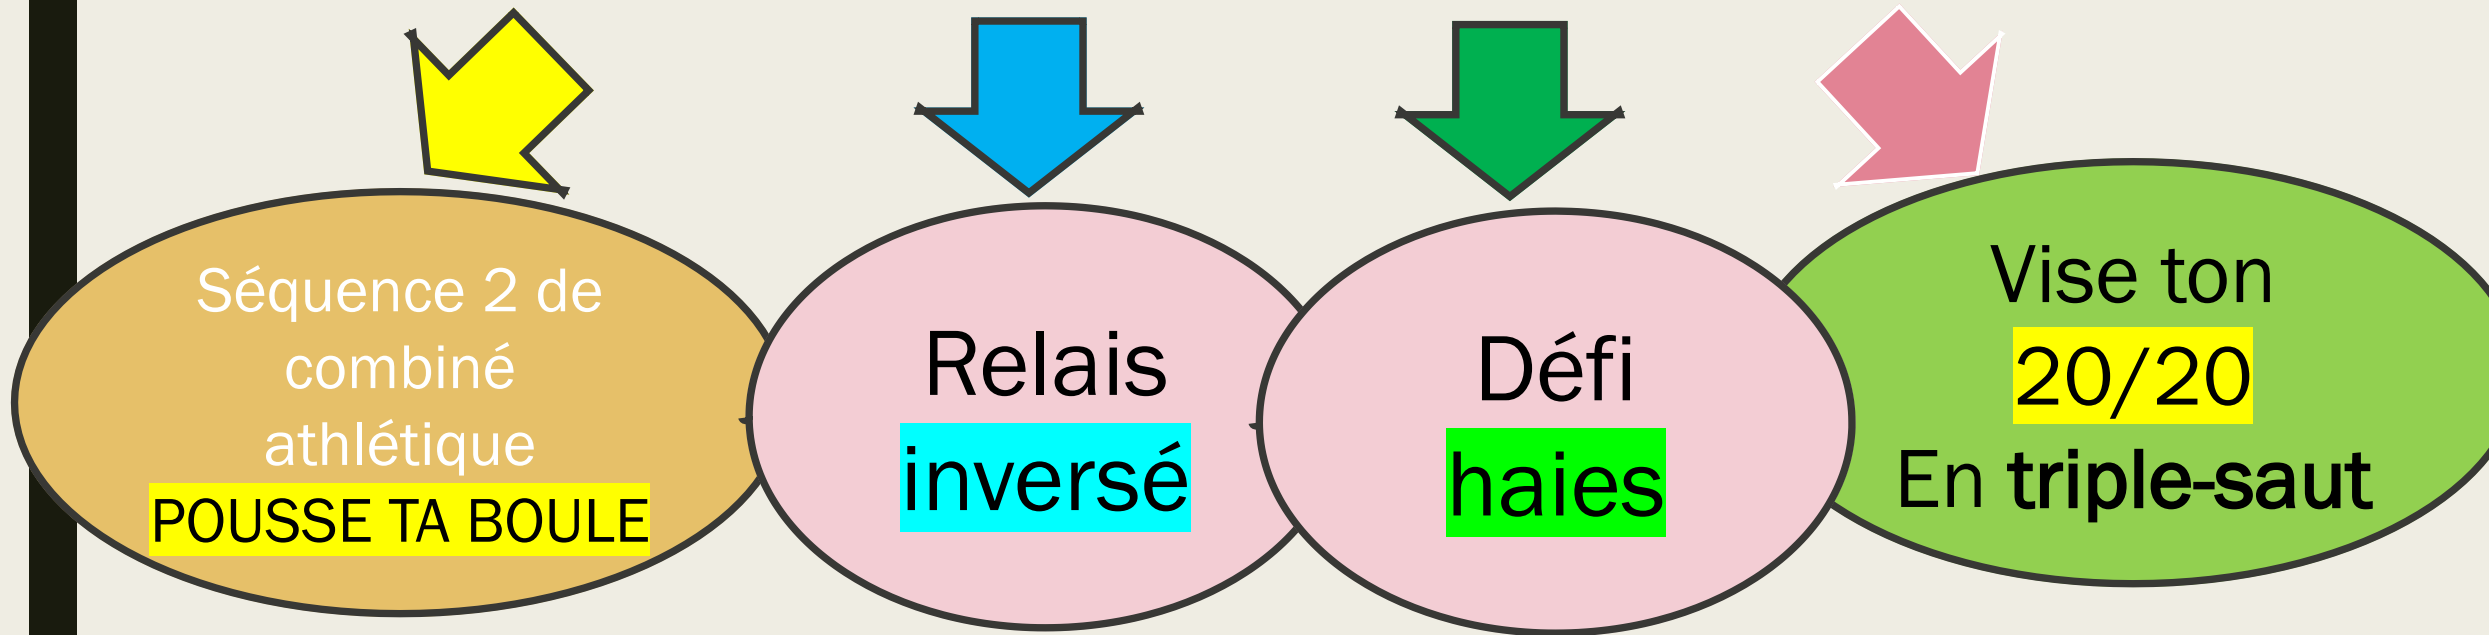 Séquence 2 de
combiné
athlétique
POUSSE TA BOULE
Relais
inversé
Défi
haies
Vise ton
20/20
En triple-saut